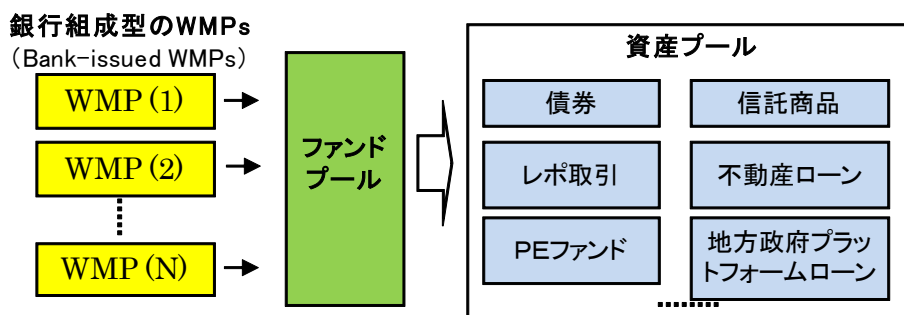 銀行組成型のWMPs
（Bank-issued WMPs）
WMP(1)
WMP(2)
WMP(N)
ファンド
プール
資産プール
債券
信託商品
レポ取引
不動産ローン
PEファンド
地方政府プラッ
トフォームローン